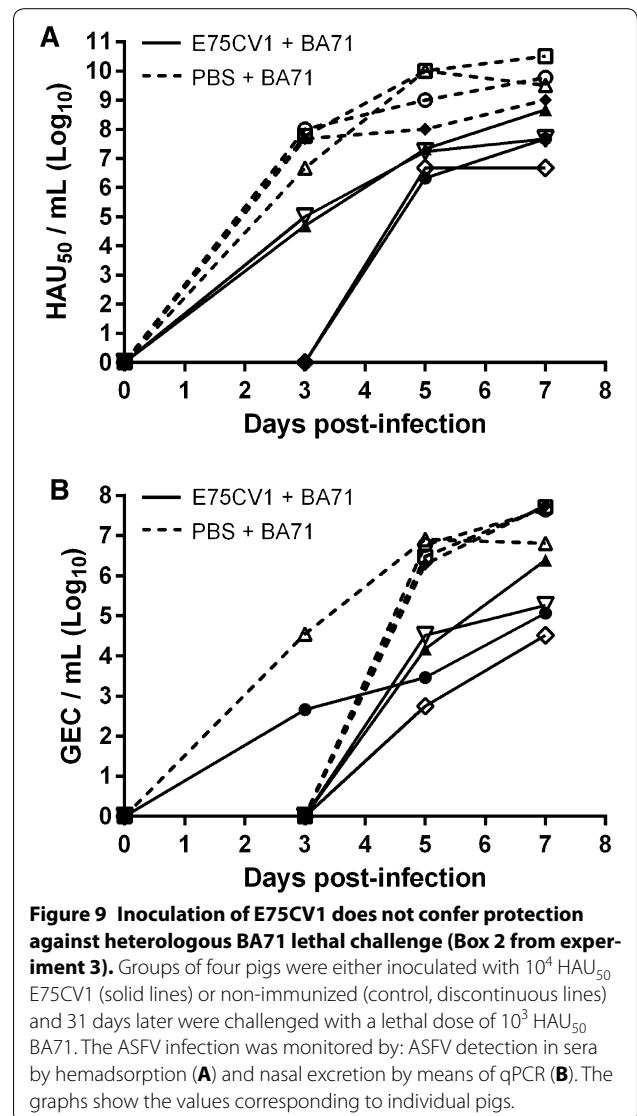 A
E75CV1 + BA71
PBS + BA71
HAU50 / mL (Log10)
11
10
9
8
7
6
5
4
3
2
1
0
0 1 2 3 4 5 6 7 8
Days post-infection
B
E75CV1 + BA71
PBS + BA71
GEC / mL (Log10)
8
7
6
5
4
3
2
1
0
0 1 2 3 4 5 6 7 8
Days post-infection
Figure 9 Inoculation of E75CV1 does not confer protection
against heterologous BA71 lethal challenge (Box 2 from exper-
iment 3). Groups of four pigs were either inoculated with 10⁴ HAU₅₀
E75CV1 (solid lines) or non-immunized (control, discontinuous lines)
and 31 days later were challenged with a lethal dose of 10³ HAU₅₀
BA71. The ASFV infection was monitored by: ASFV detection in sera
by hemadsorption (A) and nasal excretion by means of qPCR (B). The
graphs show the values corresponding to individual pigs.